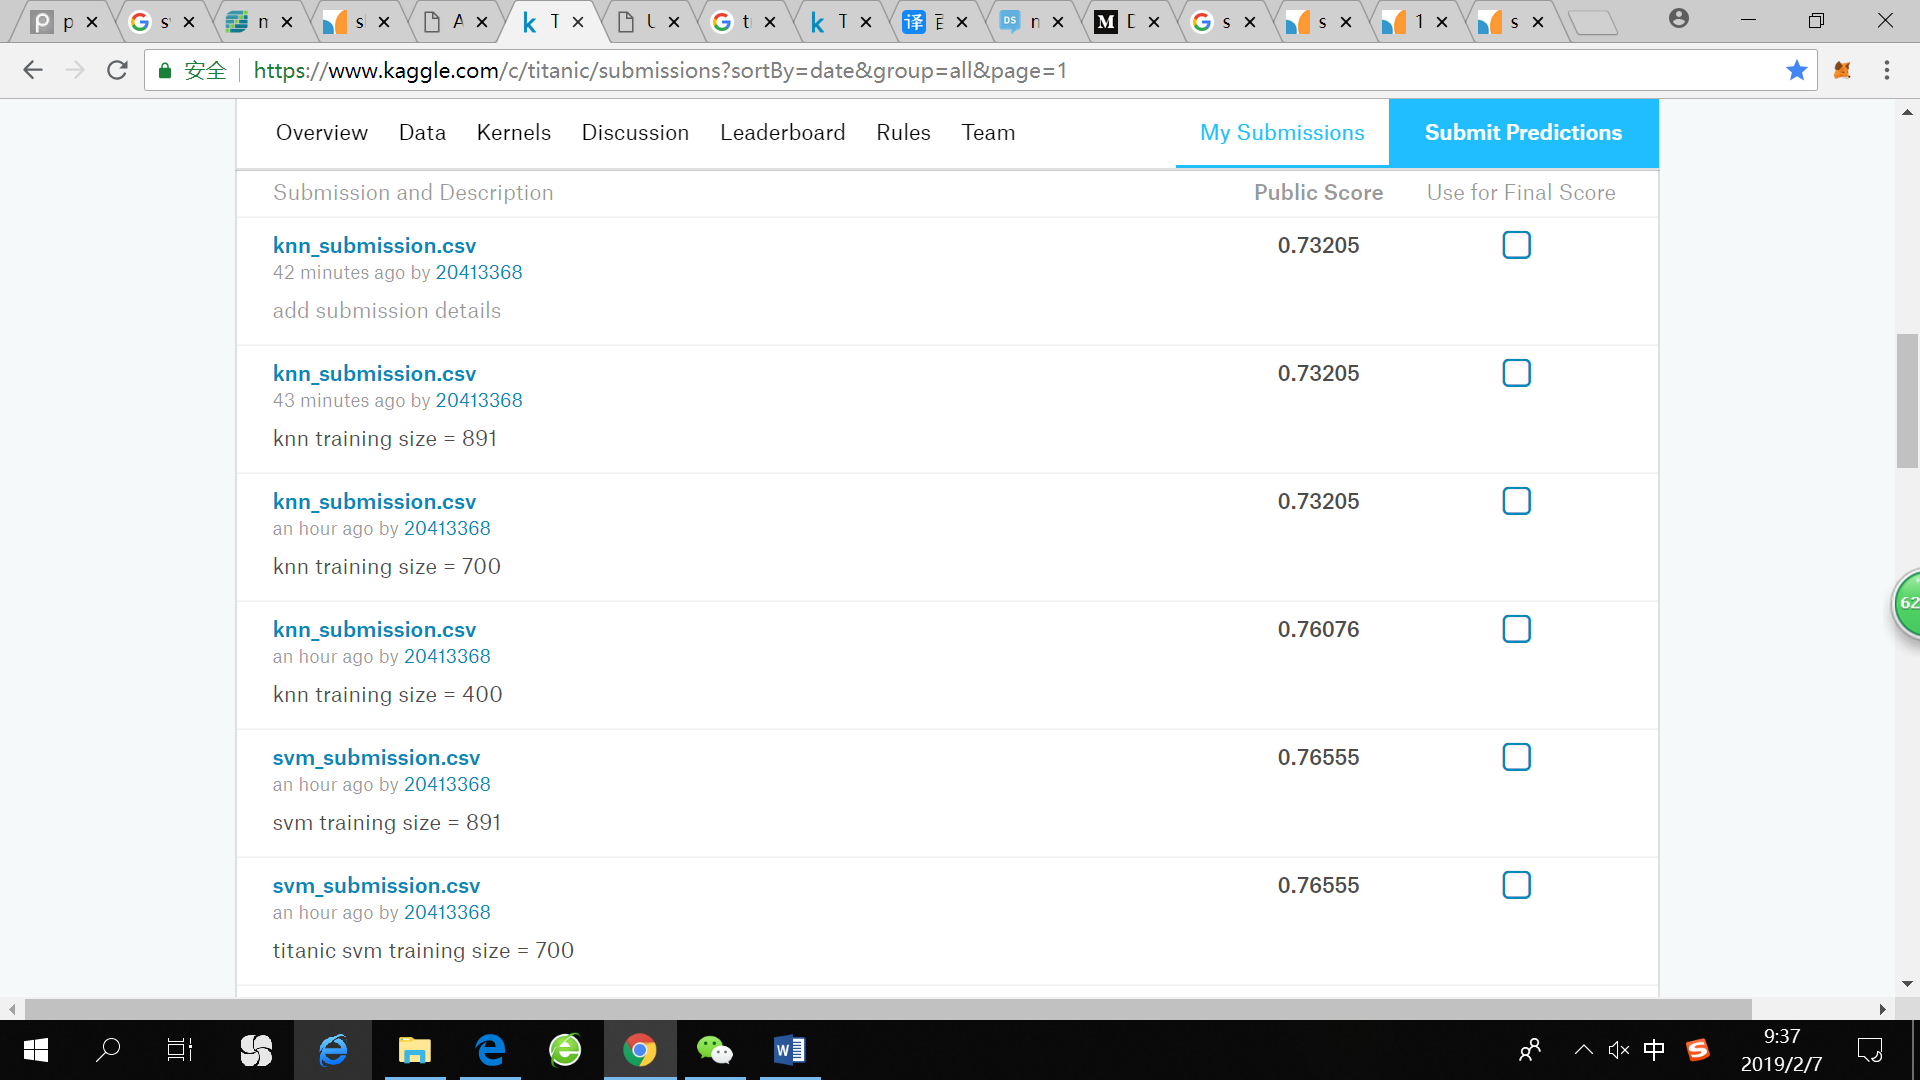 p
s
n
sl
A
T
U
ti
T
译
n
DS
M
D
s
s
1
s
安全
https://www.kaggle.com/c/titanic/submissions?sortBy=date&group=all&page=1
Overview Data Kernels Discussion Leaderboard Rules Team My Submissions Submit Predictions
Submission and Description Public Score Use for Final Score
knn_submission.csv 0.73205
42 minutes ago by 20413368
add submission details
knn_submission.csv 0.73205
43 minutes ago by 20413368
knn training size = 891
knn_submission.csv 0.73205
an hour ago by 20413368
knn training size = 700
knn_submission.csv 0.76076
an hour ago by 20413368
knn training size = 400
62
svm_submission.csv 0.76555
an hour ago by 20413368
svm training size = 891
svm_submission.csv 0.76555
an hour ago by 20413368
titanic svm training size = 700
中
9:37
2019/2/7